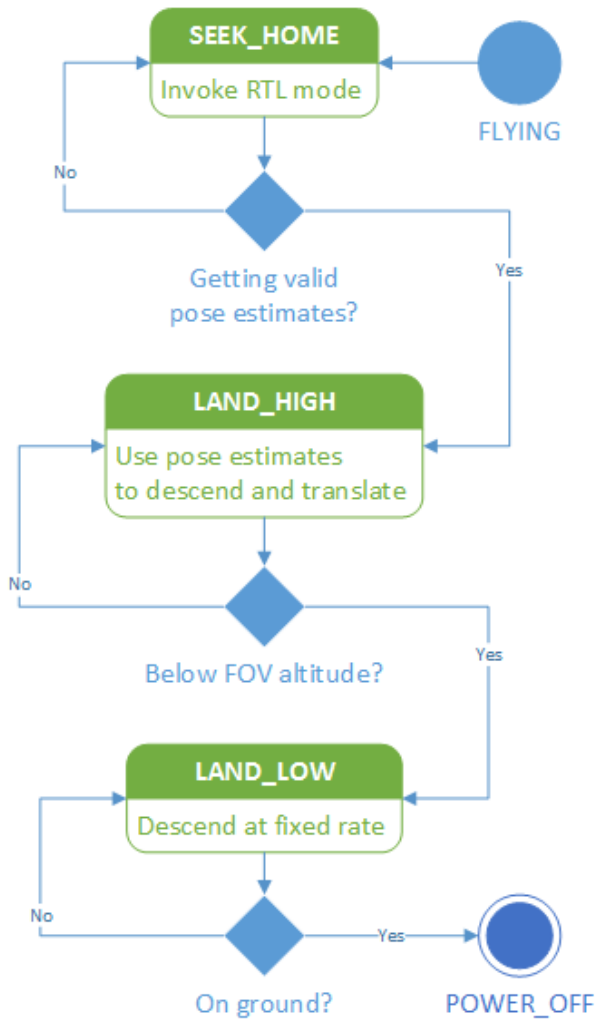 SEEK_HOME
Invoke RTL mode
FLYING
No
Getting valid
pose estimates?
Yes
LAND_HIGH
Use pose estimates
to descend and translate
No
Below FOV altitude?
Yes
LAND_LOW
Descend at fixed rate
No
Yes
On ground?
POWER_OFF